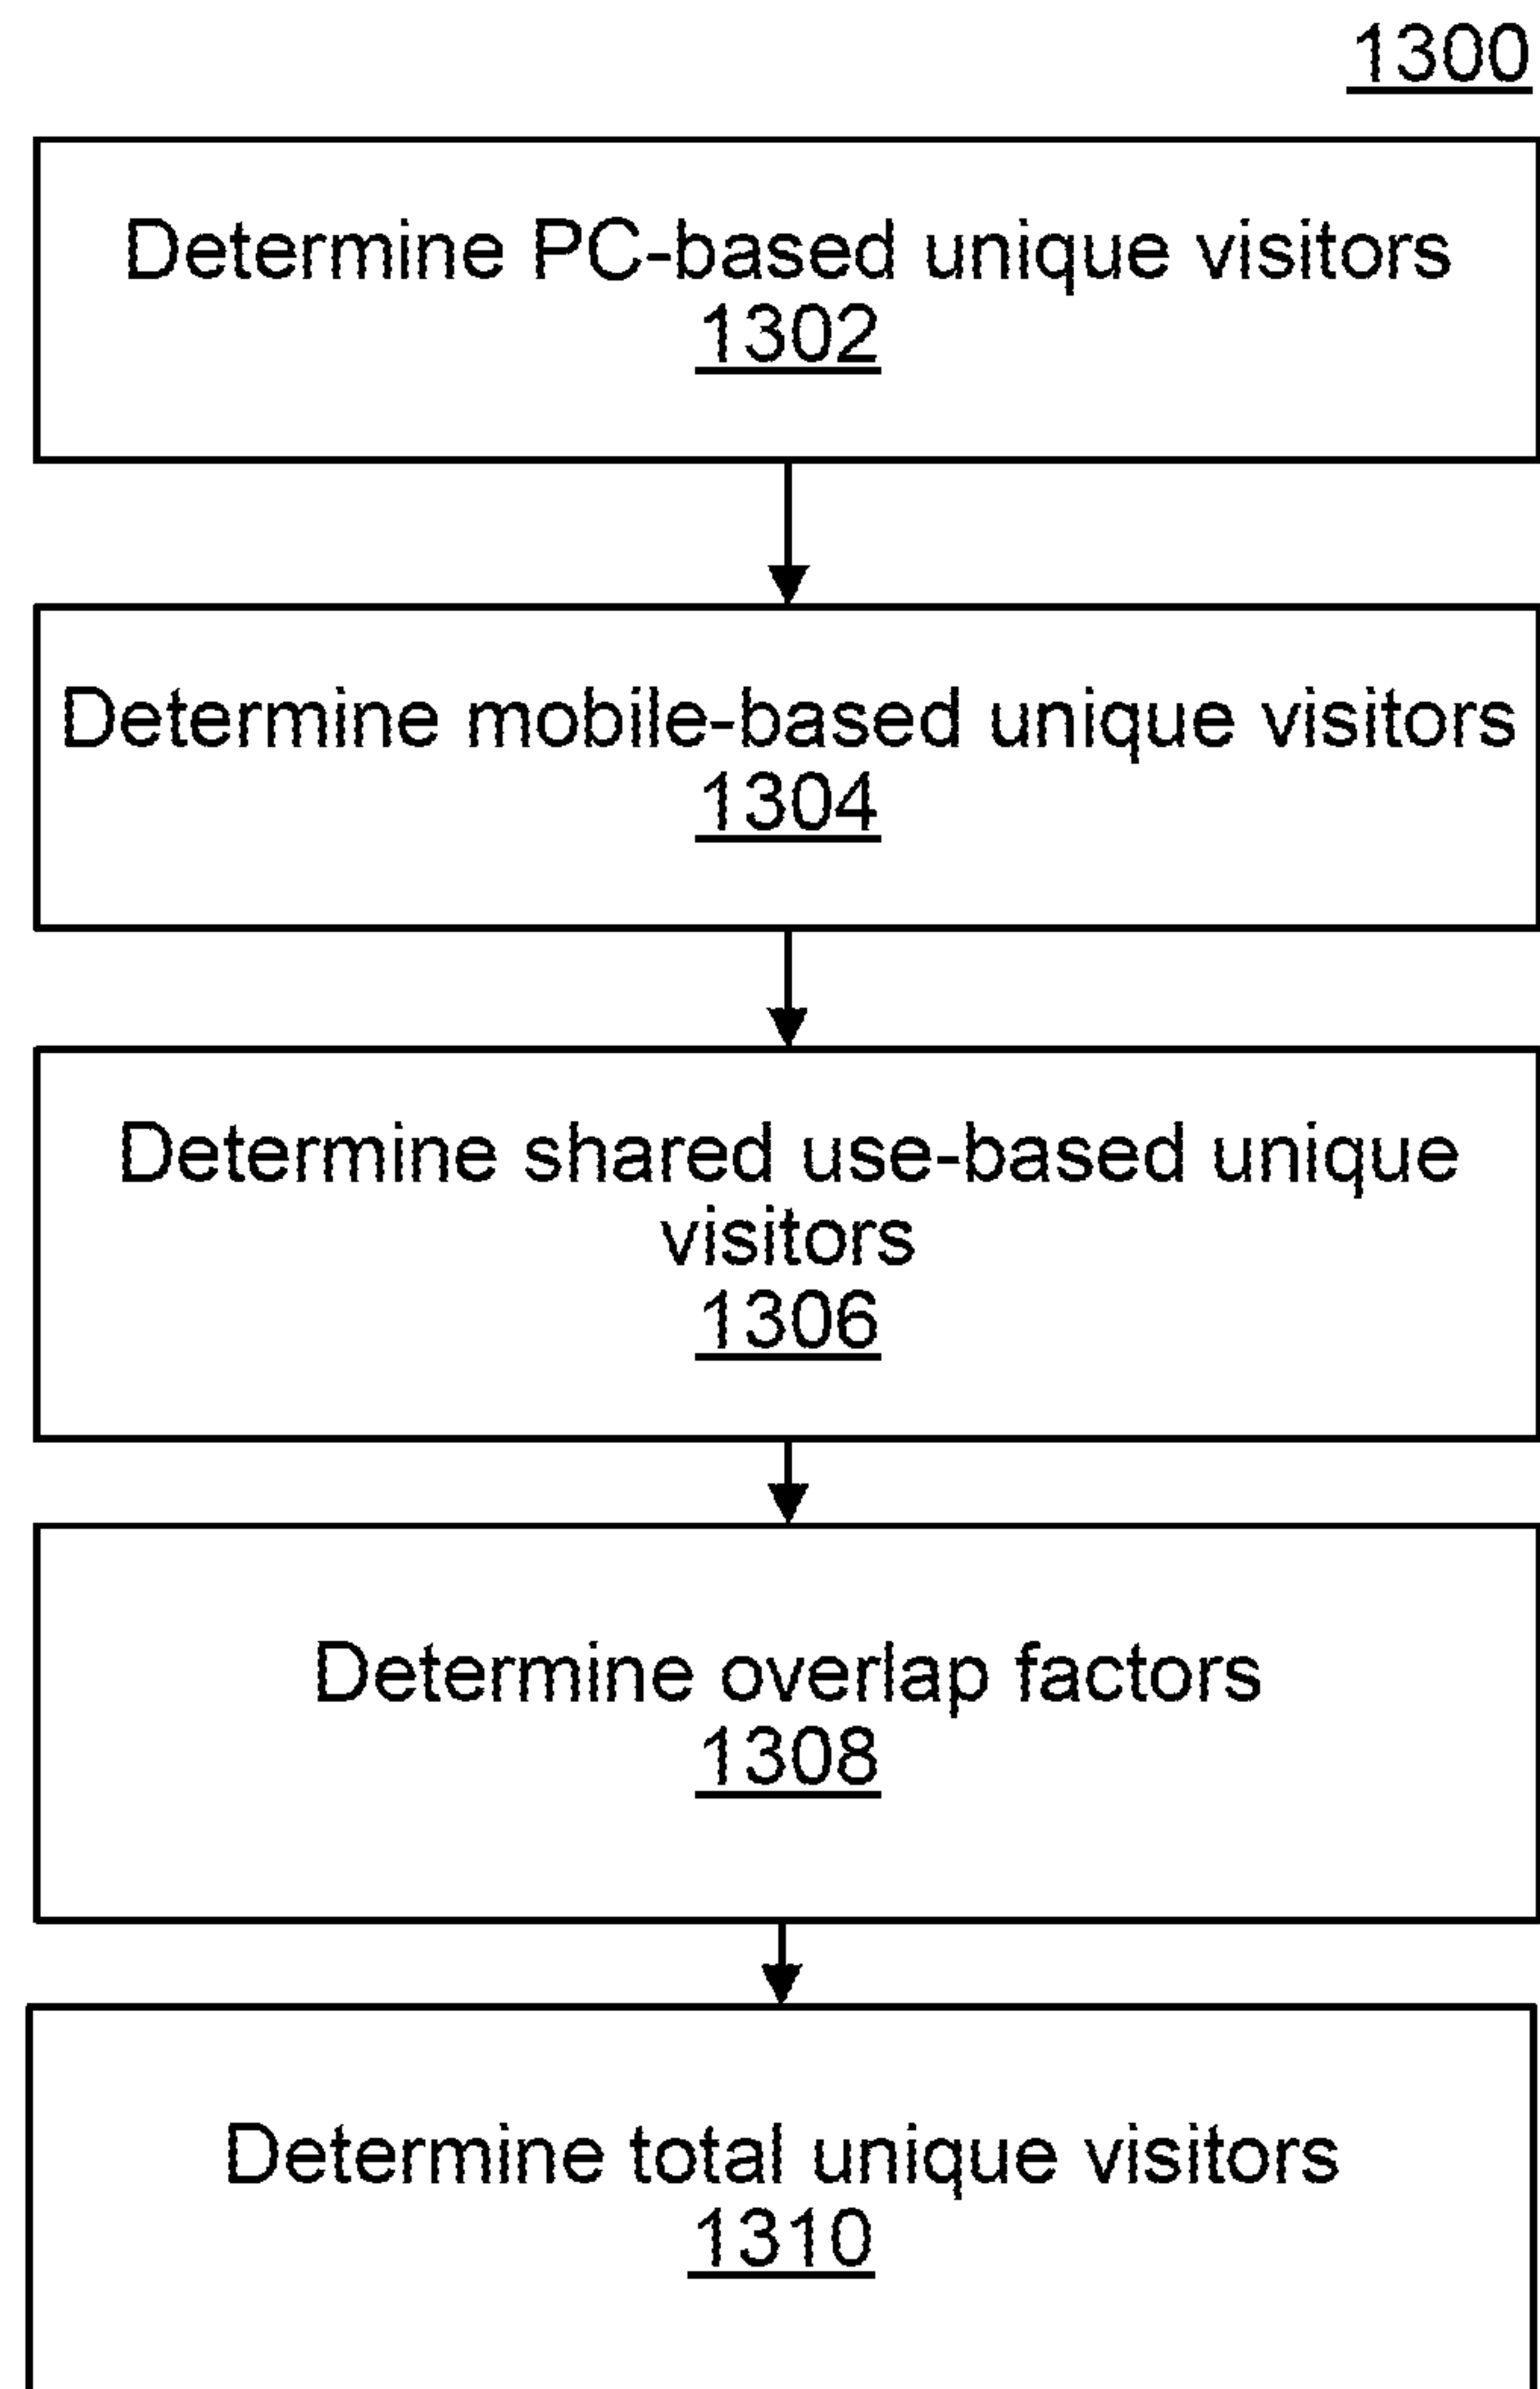 1300
Determine PC-based unique visitors
1302
Determine mobile-based unique visitors
1304
Determine shared use-based unique
visitors
1306
Determine overlap factors
1308
Determine total unique visitors
1310